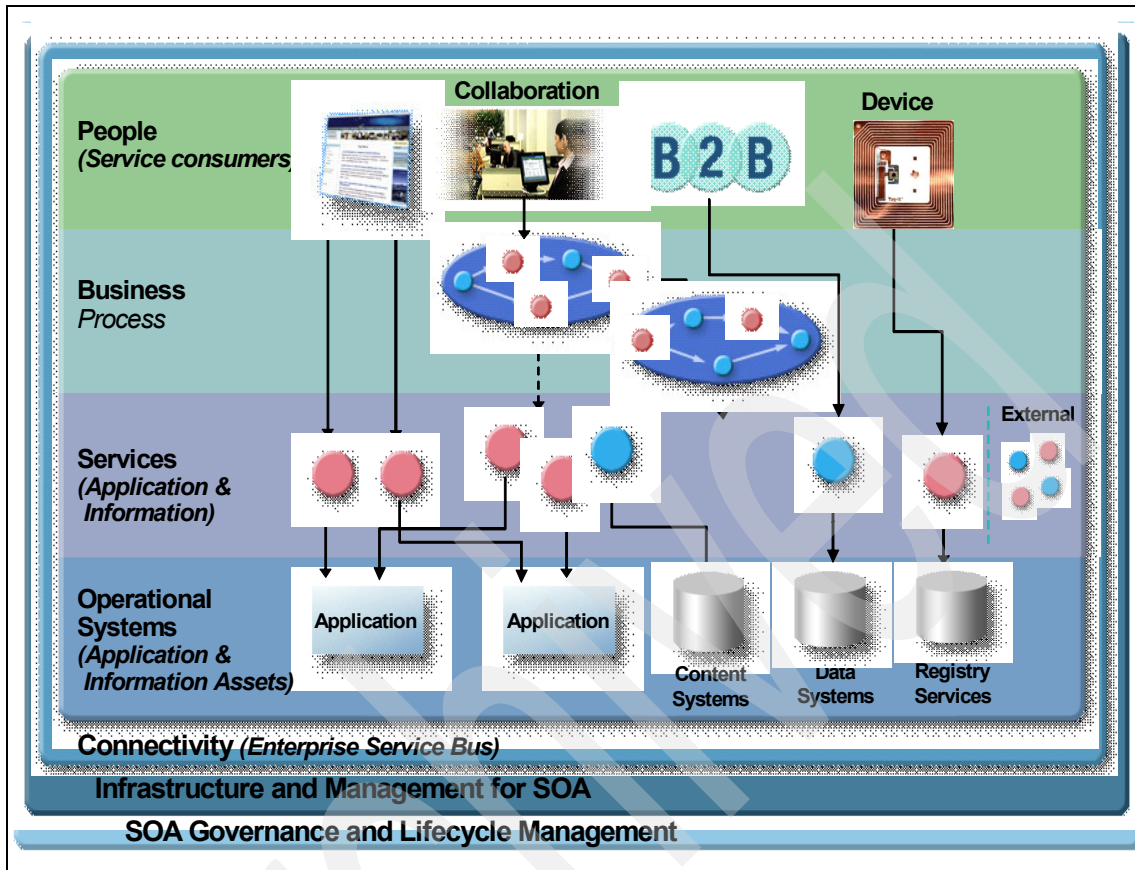 Collaboration
Device
People
(Service consumers)
B2B
Business
Process
External
Services
(Application &
Information)
Operational
Systems
(Application &
Information Assets)
Application
Application
Content
Systems
Data
Systems
Registry
Services
Connectivity (Enterprise Service Bus)
Infrastructure and Management for SOA
SOA Governance and Lifecycle Management